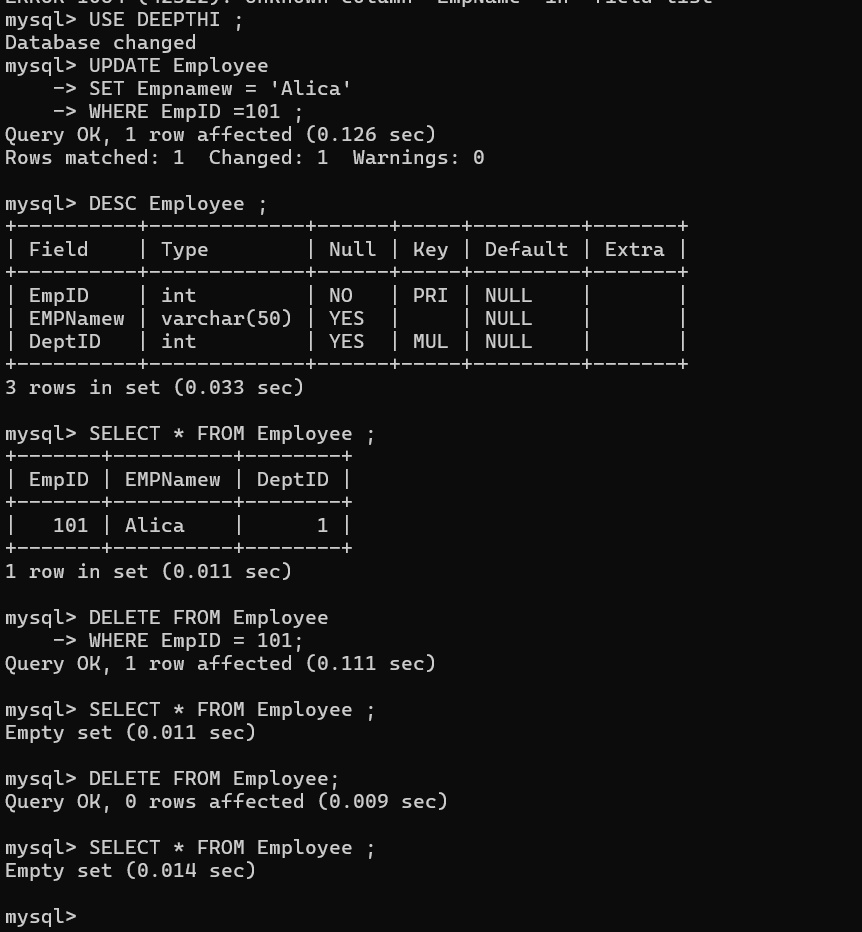 ERROR 1054 (42S22): Unknown column 'EmpName' in 'field list'
mysql> USE DEEPTHI ;
Database changed
mysql> UPDATE Employee
    -> SET Empnamew = 'Alica'
    -> WHERE EmpID =101 ;
Query OK, 1 row affected (0.126 sec)
Rows matched: 1  Changed: 1  Warnings: 0
mysql> DESC Employee ;
+----------+-------------+------+-----+---------+-------+
| Field    | Type        | Null | Key | Default | Extra |
+----------+-------------+------+-----+---------+-------+
| EmpID    | int         | NO   | PRI | NULL    |       |
| EMPNamew | varchar(50) | YES  |     | NULL    |       |
| DeptID   | int         | YES  | MUL | NULL    |       |
+----------+-------------+------+-----+---------+-------+
3 rows in set (0.033 sec)
mysql> SELECT * FROM Employee ;
+-------+----------+--------+
| EmpID | EMPNamew | DeptID |
+-------+----------+--------+
|   101 | Alica    |      1 |
+-------+----------+--------+
1 row in set (0.011 sec)
mysql> DELETE FROM Employee
    -> WHERE EmpID = 101;
Query OK, 1 row affected (0.111 sec)
mysql> SELECT * FROM Employee ;
Empty set (0.011 sec)
mysql> DELETE FROM Employee;
Query OK, 0 rows affected (0.009 sec)
mysql> SELECT * FROM Employee ;
Empty set (0.014 sec)
mysql>